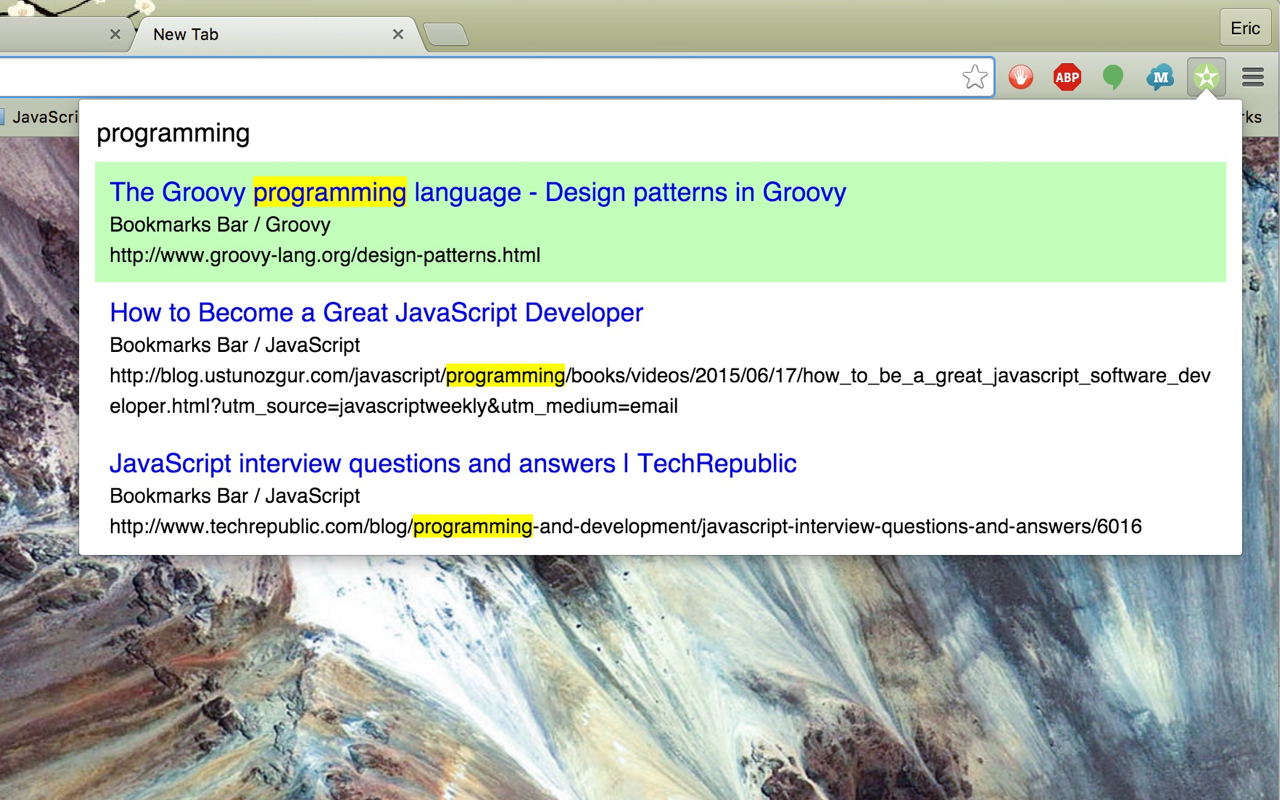 New Tab
Eric
ABP
M
JavaScri
rks
programming
The Groovy programming language - Design patterns in Groovy
Bookmarks Bar / Groovy
http://www.groovy-lang.org/design-patterns.html
How to Become a Great JavaScript Developer
Bookmarks Bar / JavaScript
http://blog.ustunozgur.com/javascript/programming/books/videos/2015/06/17/how_to_be_a_great_javascript_software_dev
eloper.html?utm_source=javascriptweekly&utm_medium=email
JavaScript interview questions and answers | TechRepublic
Bookmarks Bar / JavaScript
http://www.techrepublic.com/blog/programming-and-development/javascript-interview-questions-and-answers/6016